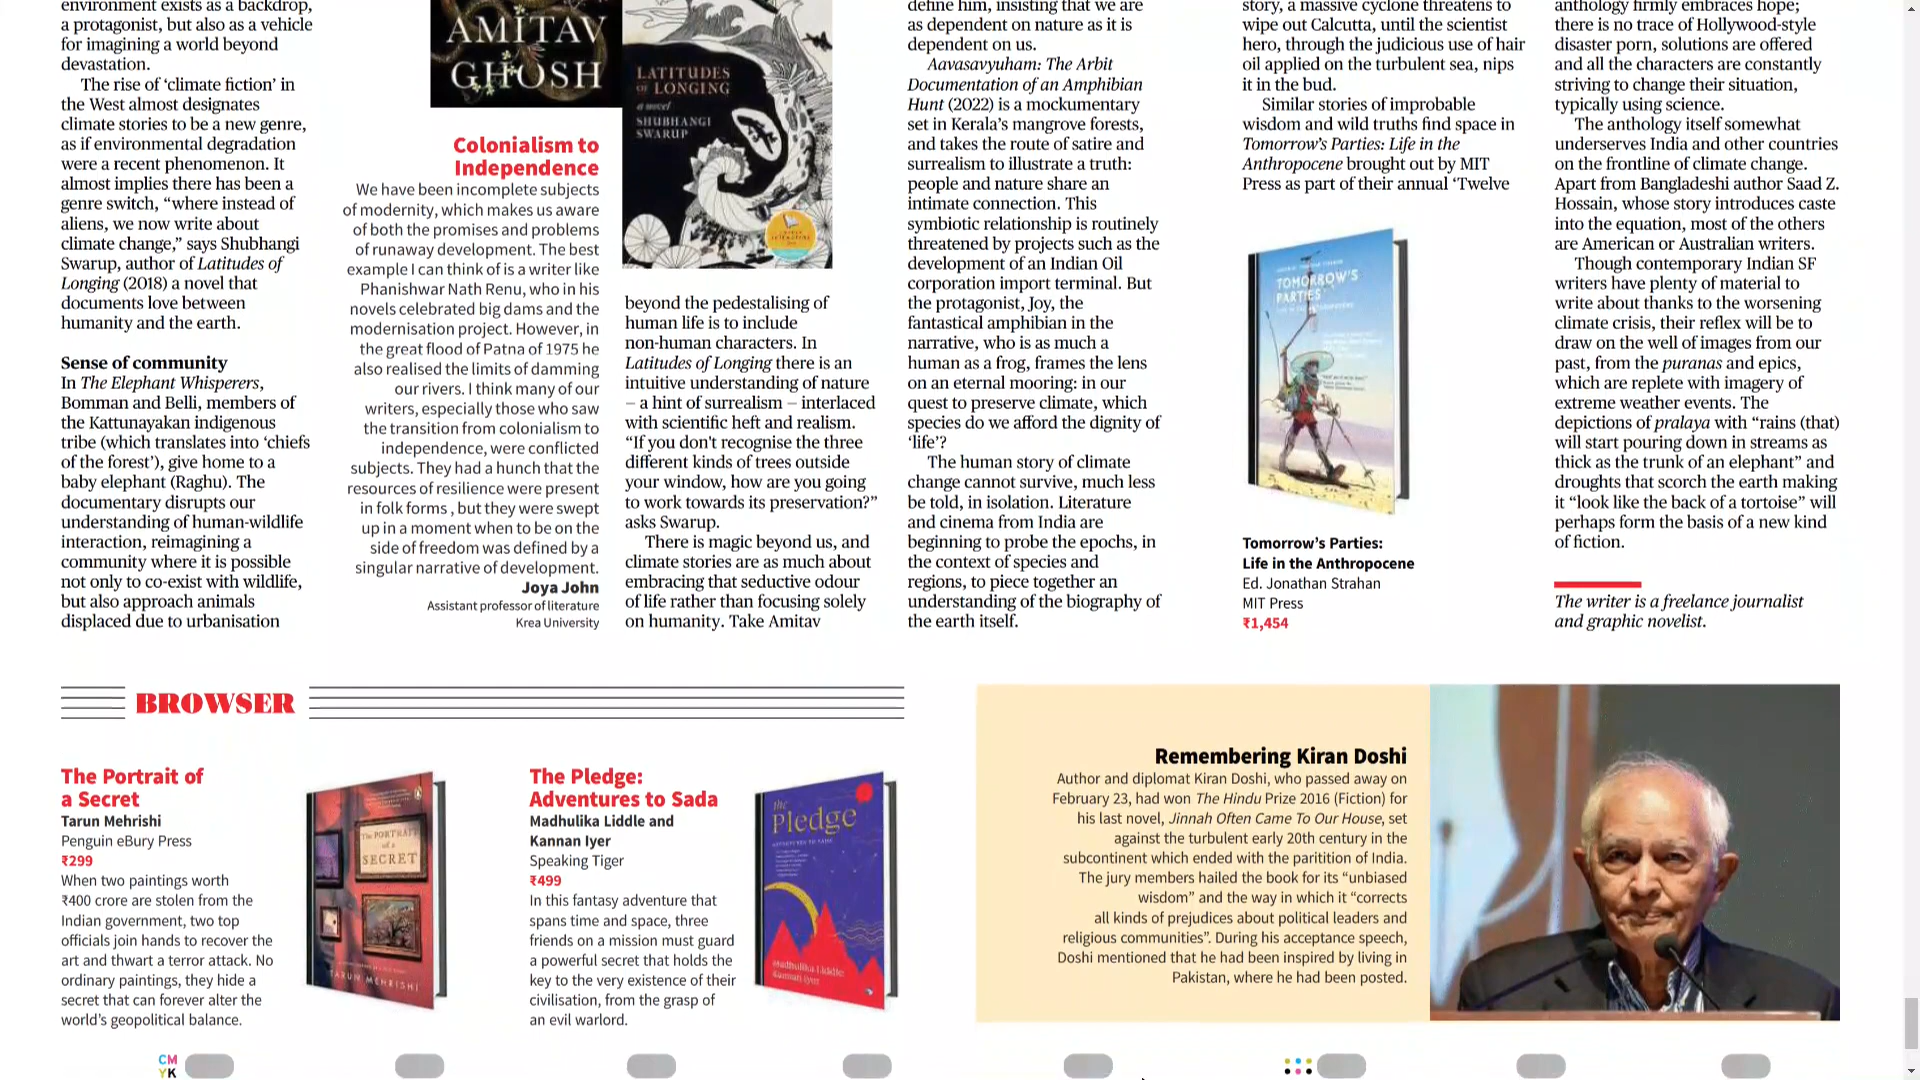 environment exists as a backdrop,
a protagonist, but also as a vehicle
for imagining a world beyond
devastation.
The rise of ‘climate fiction’ in
the West almost designates
climate stories to be a new genre,
as if environmental degradation
were a recent phenomenon. It
almost implies there has been a
genre switch, “where instead of
aliens, we now write about
climate change,” says Shubhangi
Swarup, author of Latitudes of
Longing (2018) a novel that
documents love between
humanity and the earth.
Sense of community
In The Elephant Whisperers,
Bomman and Belli, members of
the Kattunayakan indigenous
tribe (which translates into ‘chiefs
of the forest’), give home to a
baby elephant (Raghu). The
documentary disrupts our
understanding of human-wildlife
interaction, reimagining a
community where it is possible
not only to co-exist with wildlife,
but also approach animals
displaced due to urbanisation
AMITAV
GHOSH
LATITUDES
OF LONGING
a novel
SHUBHANGI
SWARUP
Colonialism to
Independence
We have been incomplete subjects
of modernity, which makes us aware
of both the promises and problems
of runaway development. The best
example I can think of is a writer like
Phanishwar Nath Renu, who in his
novels celebrated big dams and the
modernisation project. However, in
the great flood of Patna of 1975 he
also realised the limits of damming
our rivers. I think many of our
writers, especially those who saw
the transition from colonialism to
independence, were conflicted
subjects. They had a hunch that the
resources of resilience were present
in folk forms , but they were swept
up in a moment when to be on the
side of freedom was defined by a
singular narrative of development.
Joya John
Assistant professor of literature
Krea University
beyond the pedestalising of
human life is to include
non-human characters. In
Latitudes of Longing there is an
intuitive understanding of nature
— a hint of surrealism — interlaced
with scientific heft and realism.
“If you don't recognise the three
different kinds of trees outside
your window, how are you going
to work towards its preservation?”
asks Swarup.
There is magic beyond us, and
climate stories are as much about
embracing that seductive odour
of life rather than focusing solely
on humanity. Take Amitav
define him, insisting that we are
as dependent on nature as it is
dependent on us.
Aavasavyuham: The Arbit
Documentation of an Amphibian
Hunt (2022) is a mockumentary
set in Kerala’s mangrove forests,
and takes the route of satire and
surrealism to illustrate a truth:
people and nature share an
intimate connection. This
symbiotic relationship is routinely
threatened by projects such as the
development of an Indian Oil
corporation import terminal. But
the protagonist, Joy, the
fantastical amphibian in the
narrative, who is as much a
human as a frog, frames the lens
on an eternal mooring: in our
quest to preserve climate, which
species do we afford the dignity of
‘life’?
The human story of climate
change cannot survive, much less
be told, in isolation. Literature
and cinema from India are
beginning to probe the epochs, in
the context of species and
regions, to piece together an
understanding of the biography of
the earth itself.
story, a massive cyclone threatens to
wipe out Calcutta, until the scientist
hero, through the judicious use of hair
oil applied on the turbulent sea, nips
it in the bud.
Similar stories of improbable
wisdom and wild truths find space in
Tomorrow’s Parties: Life in the
Anthropocene brought out by MIT
Press as part of their annual ‘Twelve
TOMORROW'S
PARTIES
Tomorrow’s Parties:
Life in the Anthropocene
Ed. Jonathan Strahan
MIT Press
₹1,454
anthology firmly embraces hope;
there is no trace of Hollywood-style
disaster porn, solutions are offered
and all the characters are constantly
striving to change their situation,
typically using science.
The anthology itself somewhat
underserves India and other countries
on the frontline of climate change.
Apart from Bangladeshi author Saad Z.
Hossain, whose story introduces caste
into the equation, most of the others
are American or Australian writers.
Though contemporary Indian SF
writers have plenty of material to
write about thanks to the worsening
climate crisis, their reflex will be to
draw on the well of images from our
past, from the puranas and epics,
which are replete with imagery of
extreme weather events. The
depictions of pralaya with “rains (that)
will start pouring down in streams as
thick as the trunk of an elephant” and
droughts that scorch the earth making
it “look like the back of a tortoise” will
perhaps form the basis of a new kind
of fiction.
The writer is a freelance journalist
and graphic novelist.
BROWSER
The Portrait of
a Secret
Tarun Mehrishi
Penguin eBury Press
₹299
When two paintings worth
₹400 crore are stolen from the
Indian government, two top
officials join hands to recover the
art and thwart a terror attack. No
ordinary paintings, they hide a
secret that can forever alter the
world’s geopolitical balance.
The PORTRAIT
of a
SECRET
TARUN MEHRISHI
The Pledge:
Adventures to Sada
Madhulika Liddle and
Kannan Iyer
Speaking Tiger
₹499
In this fantasy adventure that
spans time and space, three
friends on a mission must guard
a powerful secret that holds the
key to the very existence of their
civilisation, from the grasp of
an evil warlord.
the
Pledge
ADVENTURES TO SADA
Madhulika Liddle
Kannan Iyer
Remembering Kiran Doshi
Author and diplomat Kiran Doshi, who passed away on
February 23, had won The Hindu Prize 2016 (Fiction) for
his last novel, Jinnah Often Came To Our House, set
against the turbulent early 20th century in the
subcontinent which ended with the paritition of India.
The jury members hailed the book for its “unbiased
wisdom” and the way in which it “corrects
all kinds of prejudices about political leaders and
religious communities”. During his acceptance speech,
Doshi mentioned that he had been inspired by living in
Pakistan, where he had been posted.
CM
YK